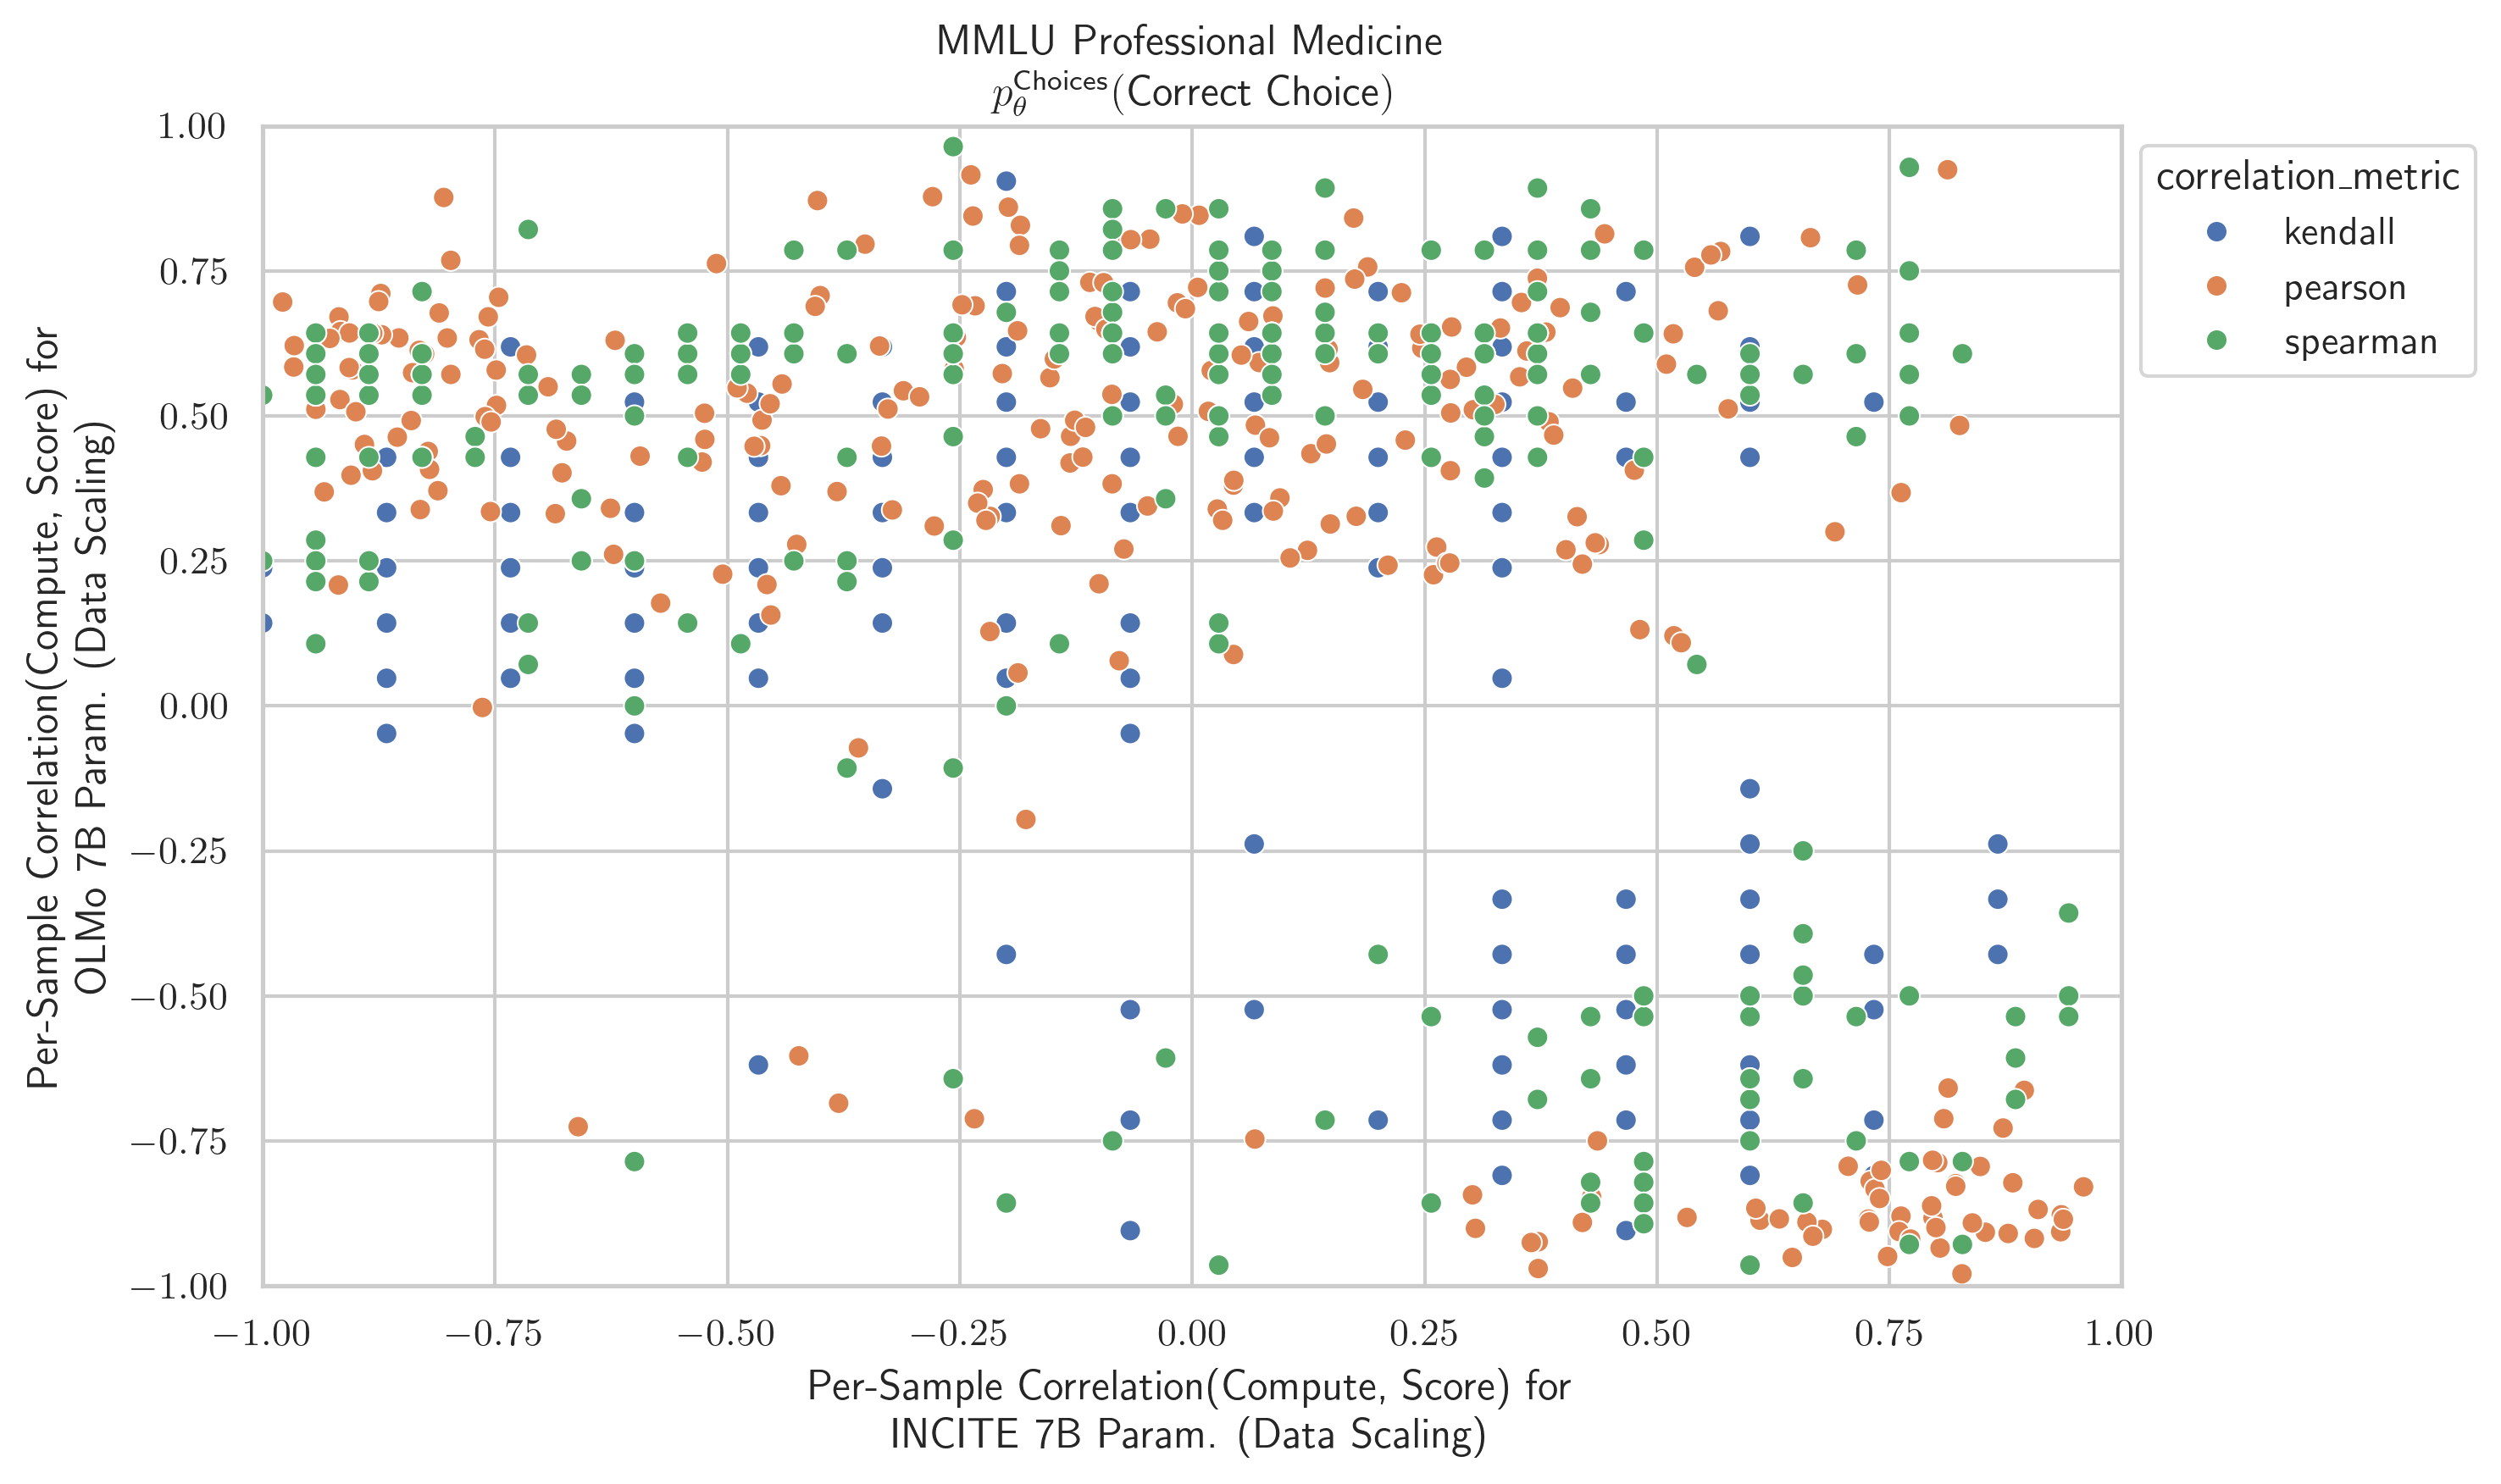 MMLU Professional Medicine
p_θ^Choices(Correct Choice)
1.00
0.75
0.50
0.25
0.00
−0.25
−0.50
−0.75
−1.00
Per-Sample Correlation(Compute, Score) for
OLMo 7B Param. (Data Scaling)
−1.00
−0.75
−0.50
−0.25
0.00
0.25
0.50
0.75
1.00
Per-Sample Correlation(Compute, Score) for
INCITE 7B Param. (Data Scaling)
correlation_metric
kendall
pearson
spearman